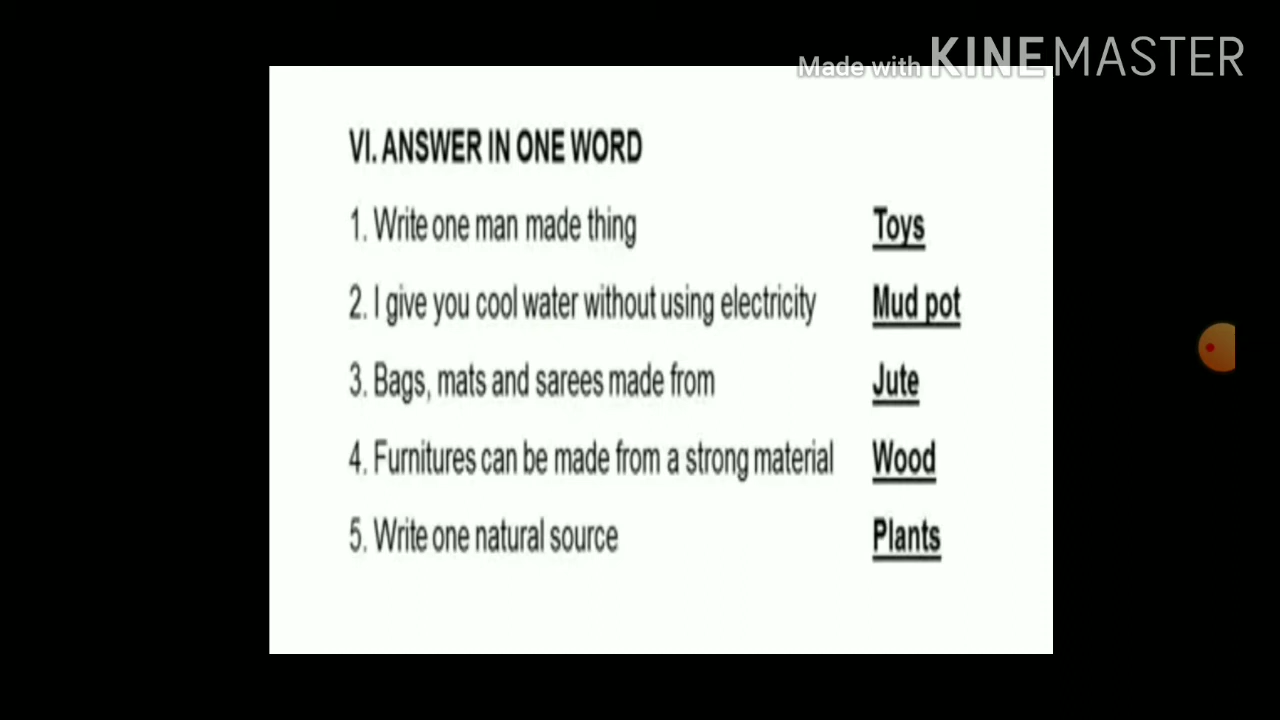 Made with KINEMASTER
VI. ANSWER IN ONE WORD
1. Write one man made thing Toys
2. I give you cool water without using electricity Mud pot
3. Bags, mats and sarees made from Jute
4. Furnitures can be made from a strong material Wood
5. Write one natural source Plants